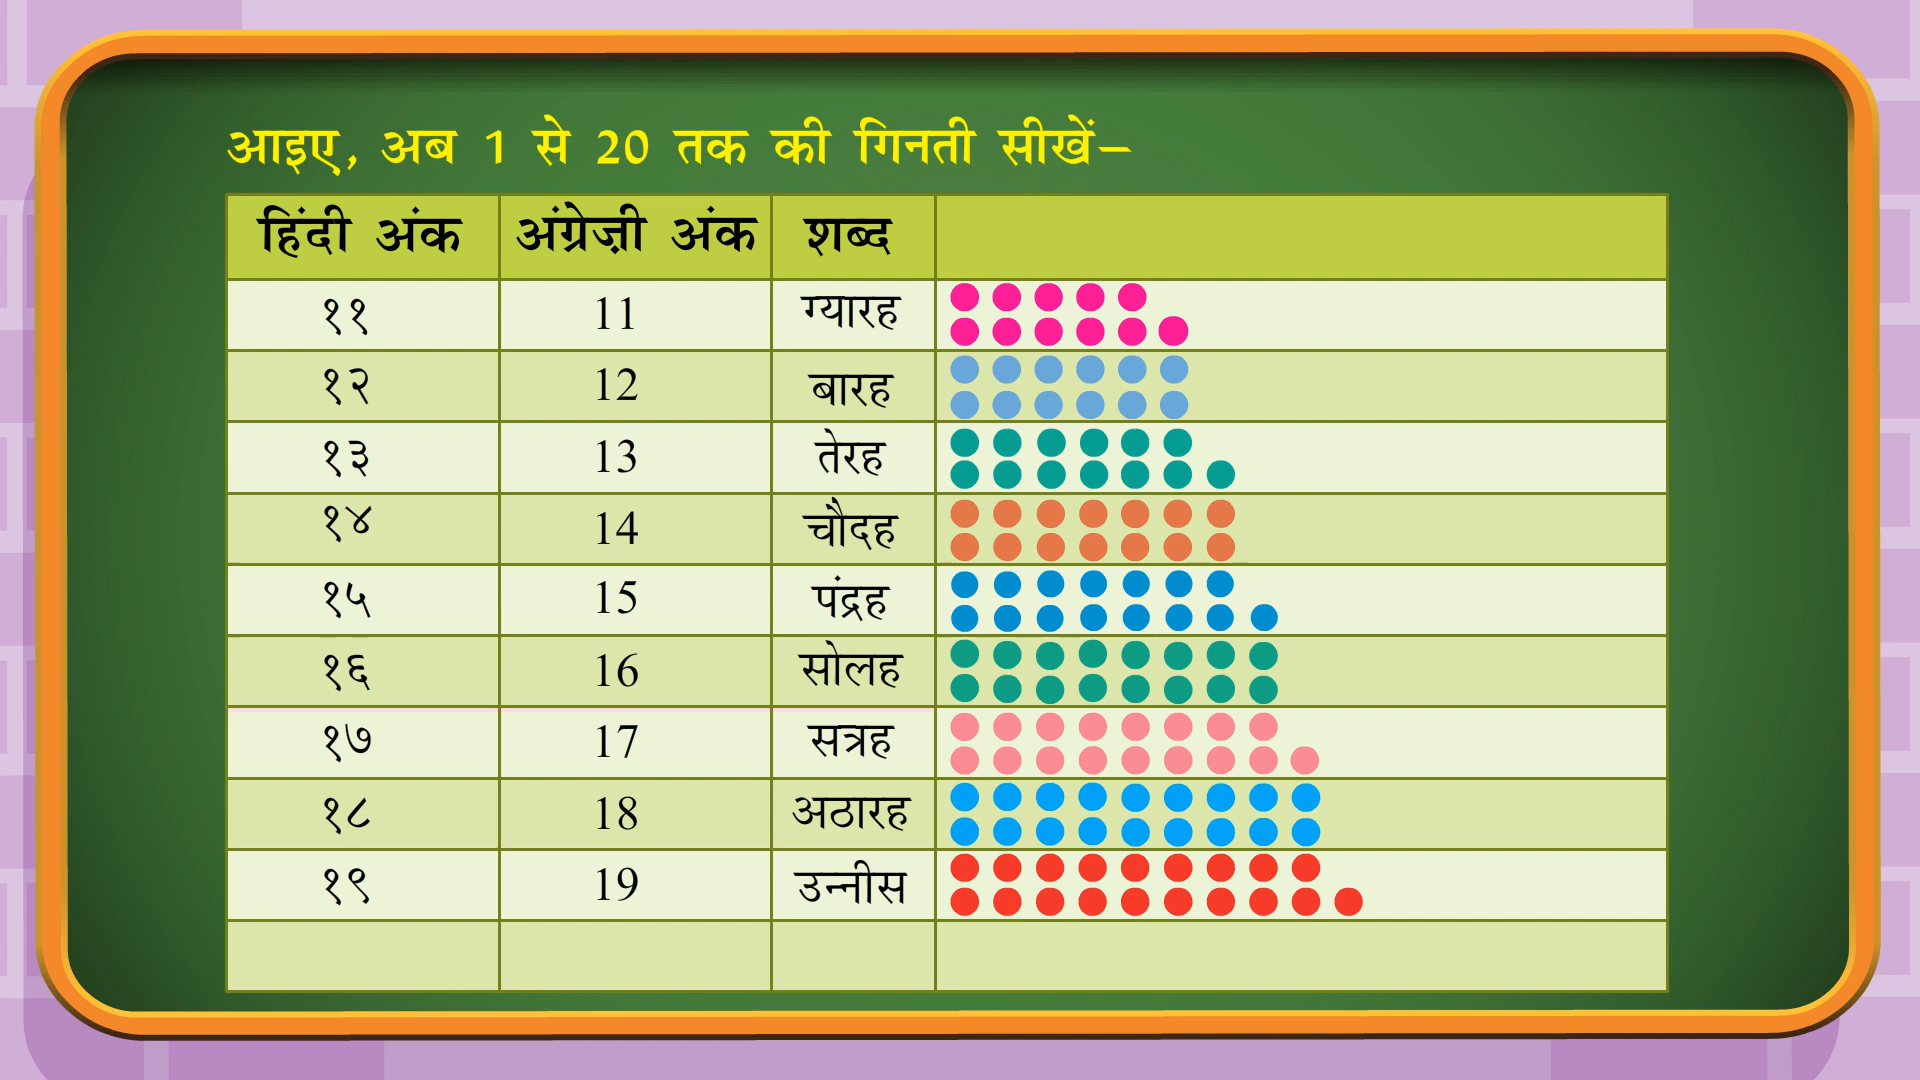 आइए, अब 1 से 20 तक की गिनती सीखें–
हिंदी अंक अंग्रेज़ी अंक शब्द
११ 11 ग्यारह
१२ 12 बारह
१३ 13 तेरह
१४ 14 चौदह
१५ 15 पंद्रह
१६ 16 सोलह
१७ 17 सत्रह
१८ 18 अठारह
१९ 19 उन्नीस